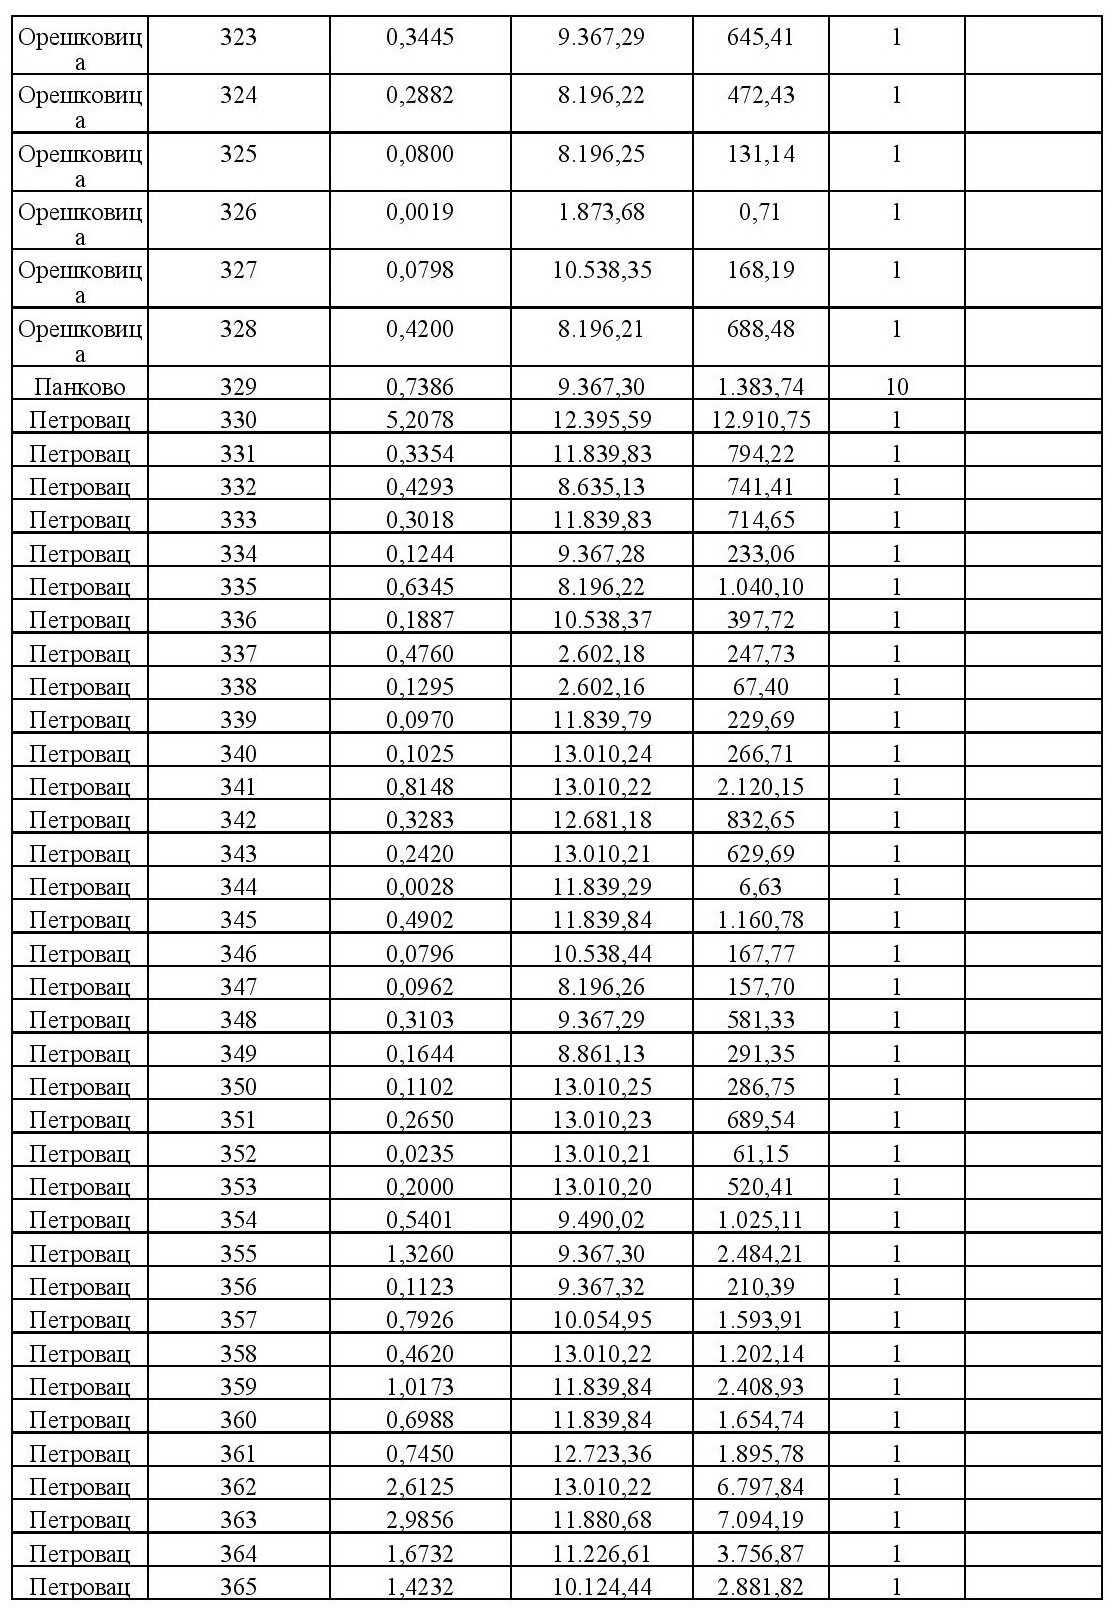 Орешковиц 323 0,3445 9.367,29 645,41 1
а
Орешковиц 324 0,2882 8.196,22 472,43 1
а
Орешковиц 325 0,0800 8.196,25 131,14 1
а
Орешковиц 326 0,0019 1.873,68 0,71 1
а
Орешковиц 327 0,0798 10.538,35 168,19 1
а
Орешковиц 328 0,4200 8.196,21 688,48 1
а
Панково 329 0,7386 9.367,30 1.383,74 10
Петровац 330 5,2078 12.395,59 12.910,75 1
Петровац 331 0,3354 11.839,83 794,22 1
Петровац 332 0,4293 8.635,13 741,41 1
Петровац 333 0,3018 11.839,83 714,65 1
Петровац 334 0,1244 9.367,28 233,06 1
Петровац 335 0,6345 8.196,22 1.040,10 1
Петровац 336 0,1887 10.538,37 397,72 1
Петровац 337 0,4760 2.602,18 247,73 1
Петровац 338 0,1295 2.602,16 67,40 1
Петровац 339 0,0970 11.839,79 229,69 1
Петровац 340 0,1025 13.010,24 266,71 1
Петровац 341 0,8148 13.010,22 2.120,15 1
Петровац 342 0,3283 12.681,18 832,65 1
Петровац 343 0,2420 13.010,21 629,69 1
Петровац 344 0,0028 11.839,29 6,63 1
Петровац 345 0,4902 11.839,84 1.160,78 1
Петровац 346 0,0796 10.538,44 167,77 1
Петровац 347 0,0962 8.196,26 157,70 1
Петровац 348 0,3103 9.367,29 581,33 1
Петровац 349 0,1644 8.861,13 291,35 1
Петровац 350 0,1102 13.010,25 286,75 1
Петровац 351 0,2650 13.010,23 689,54 1
Петровац 352 0,0235 13.010,21 61,15 1
Петровац 353 0,2000 13.010,20 520,41 1
Петровац 354 0,5401 9.490,02 1.025,11 1
Петровац 355 1,3260 9.367,30 2.484,21 1
Петровац 356 0,1123 9.367,32 210,39 1
Петровац 357 0,7926 10.054,95 1.593,91 1
Петровац 358 0,4620 13.010,22 1.202,14 1
Петровац 359 1,0173 11.839,84 2.408,93 1
Петровац 360 0,6988 11.839,84 1.654,74 1
Петровац 361 0,7450 12.723,36 1.895,78 1
Петровац 362 2,6125 13.010,22 6.797,84 1
Петровац 363 2,9856 11.880,68 7.094,19 1
Петровац 364 1,6732 11.226,61 3.756,87 1
Петровац 365 1,4232 10.124,44 2.881,82 1